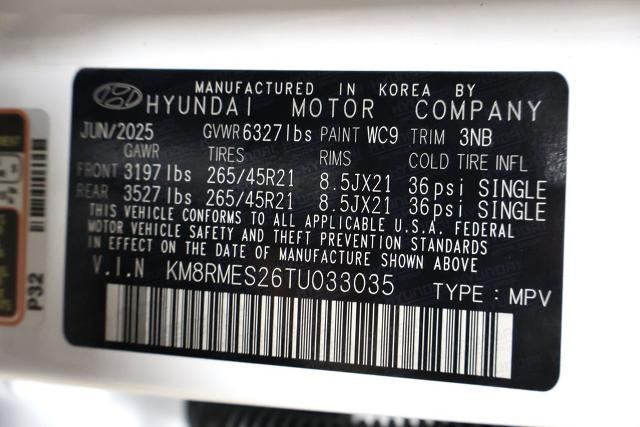 MANUFACTURED IN KOREA BY
HYUNDAI MOTOR COMPANY
JUN/2025 GVWR 6327lbs PAINT WC9 TRIM 3NB
GAWR TIRES RIMS COLD TIRE INFL
FRONT 3197lbs 265/45R21 8.5JX21 36psi SINGLE
REAR 3527lbs 265/45R21 8.5JX21 36psi SINGLE
THIS VEHICLE CONFORMS TO ALL APPLICABLE U.S.A. FEDERAL
MOTOR VEHICLE SAFETY THEFT PREVENTION STANDARDS
IN EFFECT ON THE DATE OF MANUFACTURE SHOWN ABOVE
V.I.N KM8RMES26TU033035 TYPE : MPV
P32